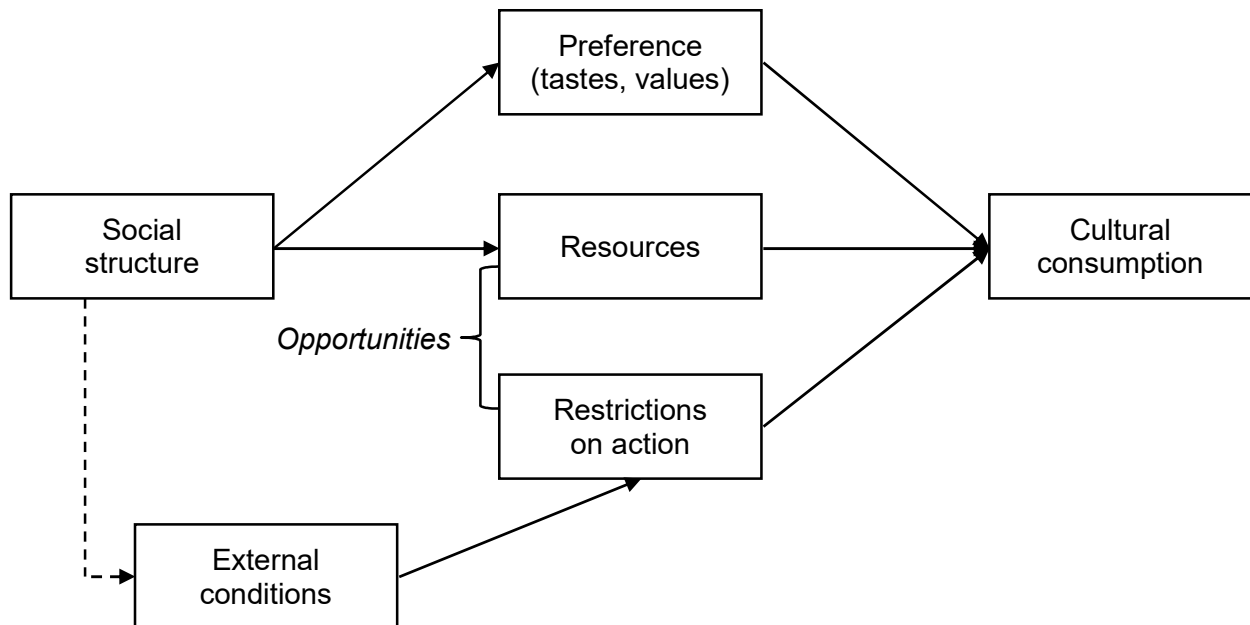 Preference
(tastes, values)
Social
structure
Resources
Cultural
consumption
Opportunities
Restrictions
on action
External
conditions